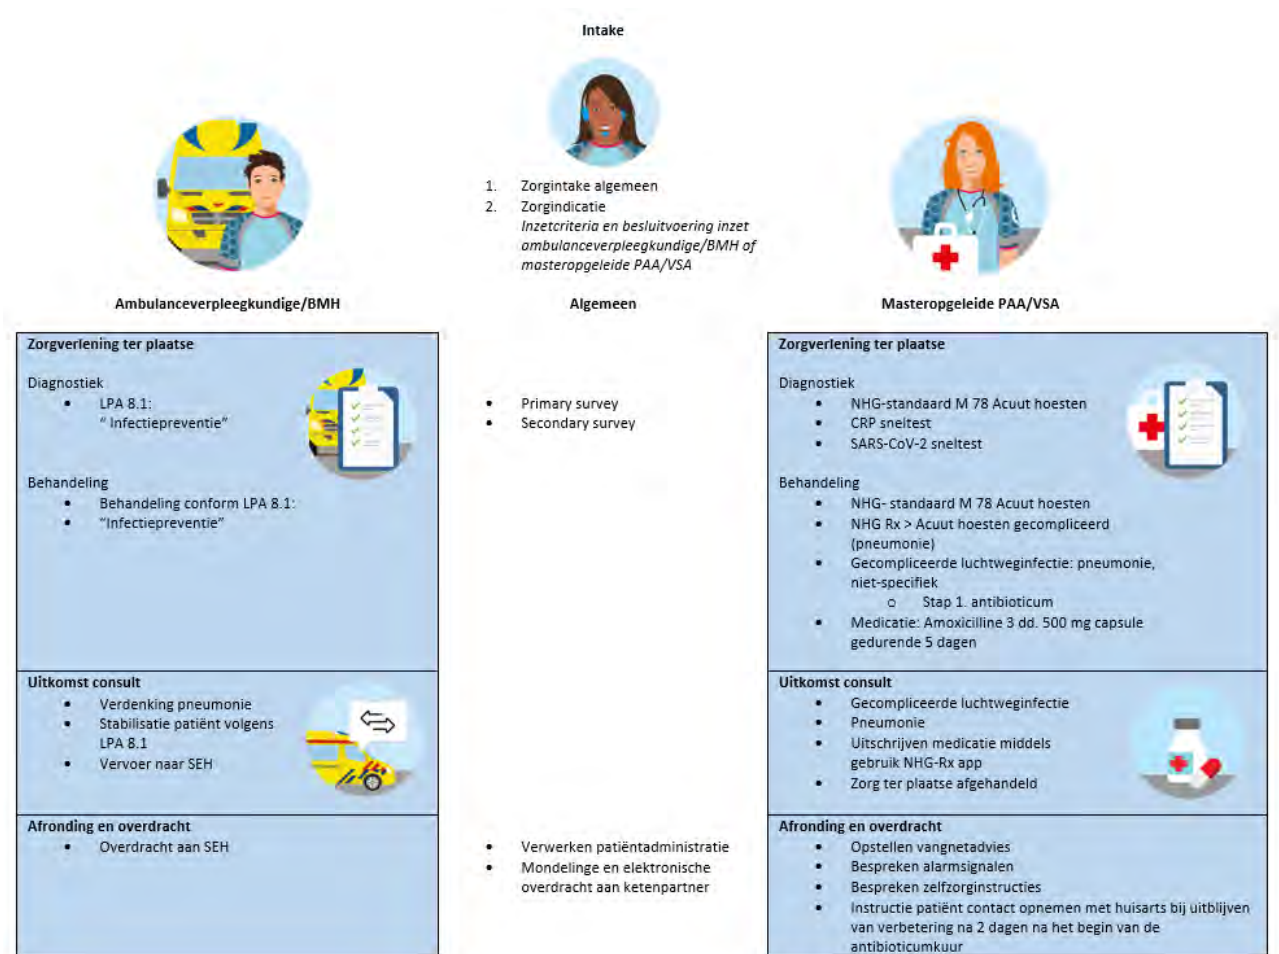 Intake
1. Zorgintake algemeen
2. Zorgindicatie
Inzetcriteria en besluitvoering inzet
ambulanceverpleegkundige/BMH of
masteropgeleide PAA/VSA
Ambulanceverpleegkundige/BMH
Algemeen
Masteropgeleide PAA/VSA
Zorgverlening ter plaatse
Diagnostiek
• LPA 8.1:
" Infectiepreventie"
Behandeling
• Behandeling conform LPA 8.1:
• "Infectiepreventie"
• Primary survey
• Secondary survey
Zorgverlening ter plaatse
Diagnostiek
• NHG-standaard M 78 Acuut hoesten
• CRP sneltest
• SARS-CoV-2 sneltest
Behandeling
• NHG- standaard M 78 Acuut hoesten
• NHG Rx > Acuut hoesten gecompliceerd
(pneumonie)
• Gecompliceerde luchtweginfectie: pneumonie,
niet-specifiek
o Stap 1. antibioticum
• Medicatie: Amoxicilline 3 dd. 500 mg capsule
gedurende 5 dagen
Uitkomst consult
• Verdenking pneumonie
• Stabilisatie patiënt volgens
LPA 8.1
• Vervoer naar SEH
Uitkomst consult
• Gecompliceerde luchtweginfectie
• Pneumonie
• Uitschrijven medicatie middels
gebruik NHG-Rx app
• Zorg ter plaatse afgehandeld
Afronding en overdracht
• Overdracht aan SEH
• Verwerken patiëntadministratie
• Mondelinge en elektronische
overdracht aan ketenpartner
Afronding en overdracht
• Opstellen vangnetadvies
• Bespreken alarmsignalen
• Bespreken zelfzorginstructies
• Instructie patiënt contact opnemen met huisarts bij uitblijven
van verbetering na 2 dagen na het begin van de
antibioticumkuur